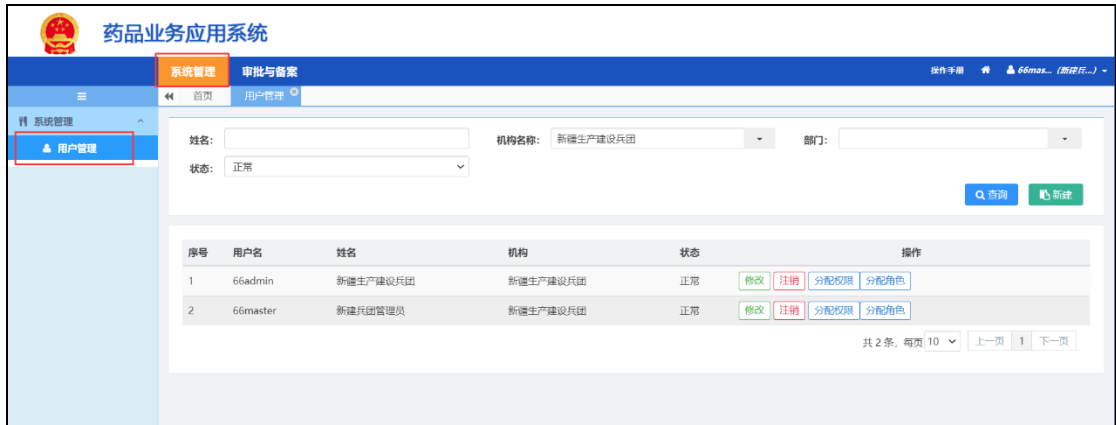 药品业务应用系统
系统管理 审批与备案 操作手册 66mas... (新建兵...)
首页 用户管理
系统管理
用户管理
姓名: 机构名称: 新疆生产建设兵团 部门:
状态: 正常
查询 新建
序号 用户名 姓名 机构 状态 操作
1 66admin 新疆生产建设兵团 新疆生产建设兵团 正常 修改 注销 分配权限 分配角色
2 66master 新建兵团管理员 新疆生产建设兵团 正常 修改 注销 分配权限 分配角色
共 2 条, 每页 10 上一页 1 下一页